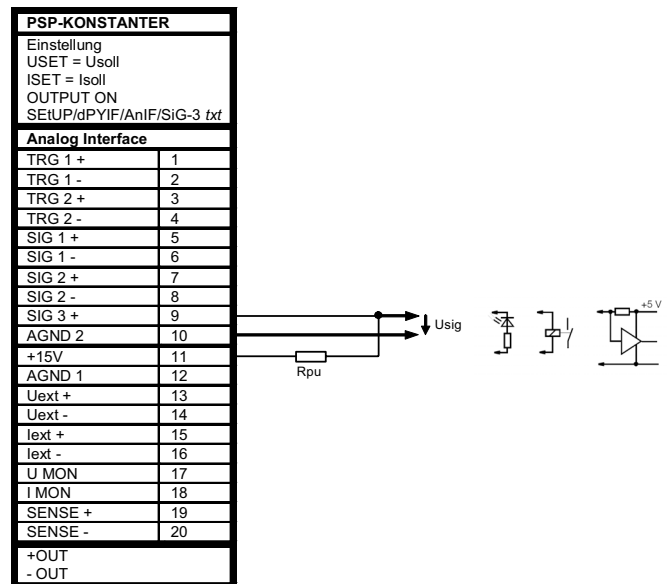 PSP-KONSTANTER
Einstellung
USET = Usoll
ISET = Isoll
OUTPUT ON
SEtUP/dPYIF/AnIF/SiG-3 txt
Analog Interface
TRG 1 + 1
TRG 1 - 2
TRG 2 + 3
TRG 2 - 4
SIG 1 + 5
SIG 1 - 6
SIG 2 + 7
SIG 2 - 8
SIG 3 + 9
AGND 2 10
+15V 11
AGND 1 12
Uext + 13
Uext - 14
Iext + 15
Iext - 16
U MON 17
I MON 18
SENSE + 19
SENSE - 20
+OUT
- OUT
Usig
Rpu
+5 V